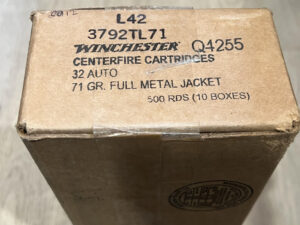 L42
3792TL71
WINCHESTER Q4255
CENTERFIRE CARTRIDGES
32 AUTO
71 GR. FULL METAL JACKET
500 RDS (10 BOXES)